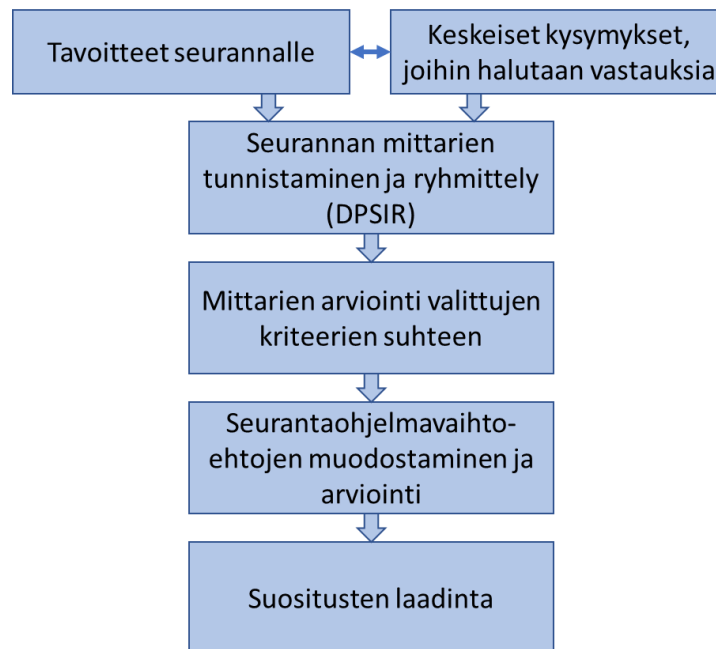 Tavoitteet seurannalle
Keskeiset kysymykset,
joihin halutaan vastauksia
Seurannan mittarien
tunnistaminen ja ryhmittely
(DPSIR)
Mittarien arviointi valittujen
kriteerien suhteen
Seurantaohjelmavaihto-
ehtojen muodostaminen ja
arviointi
Suositusten laadinta